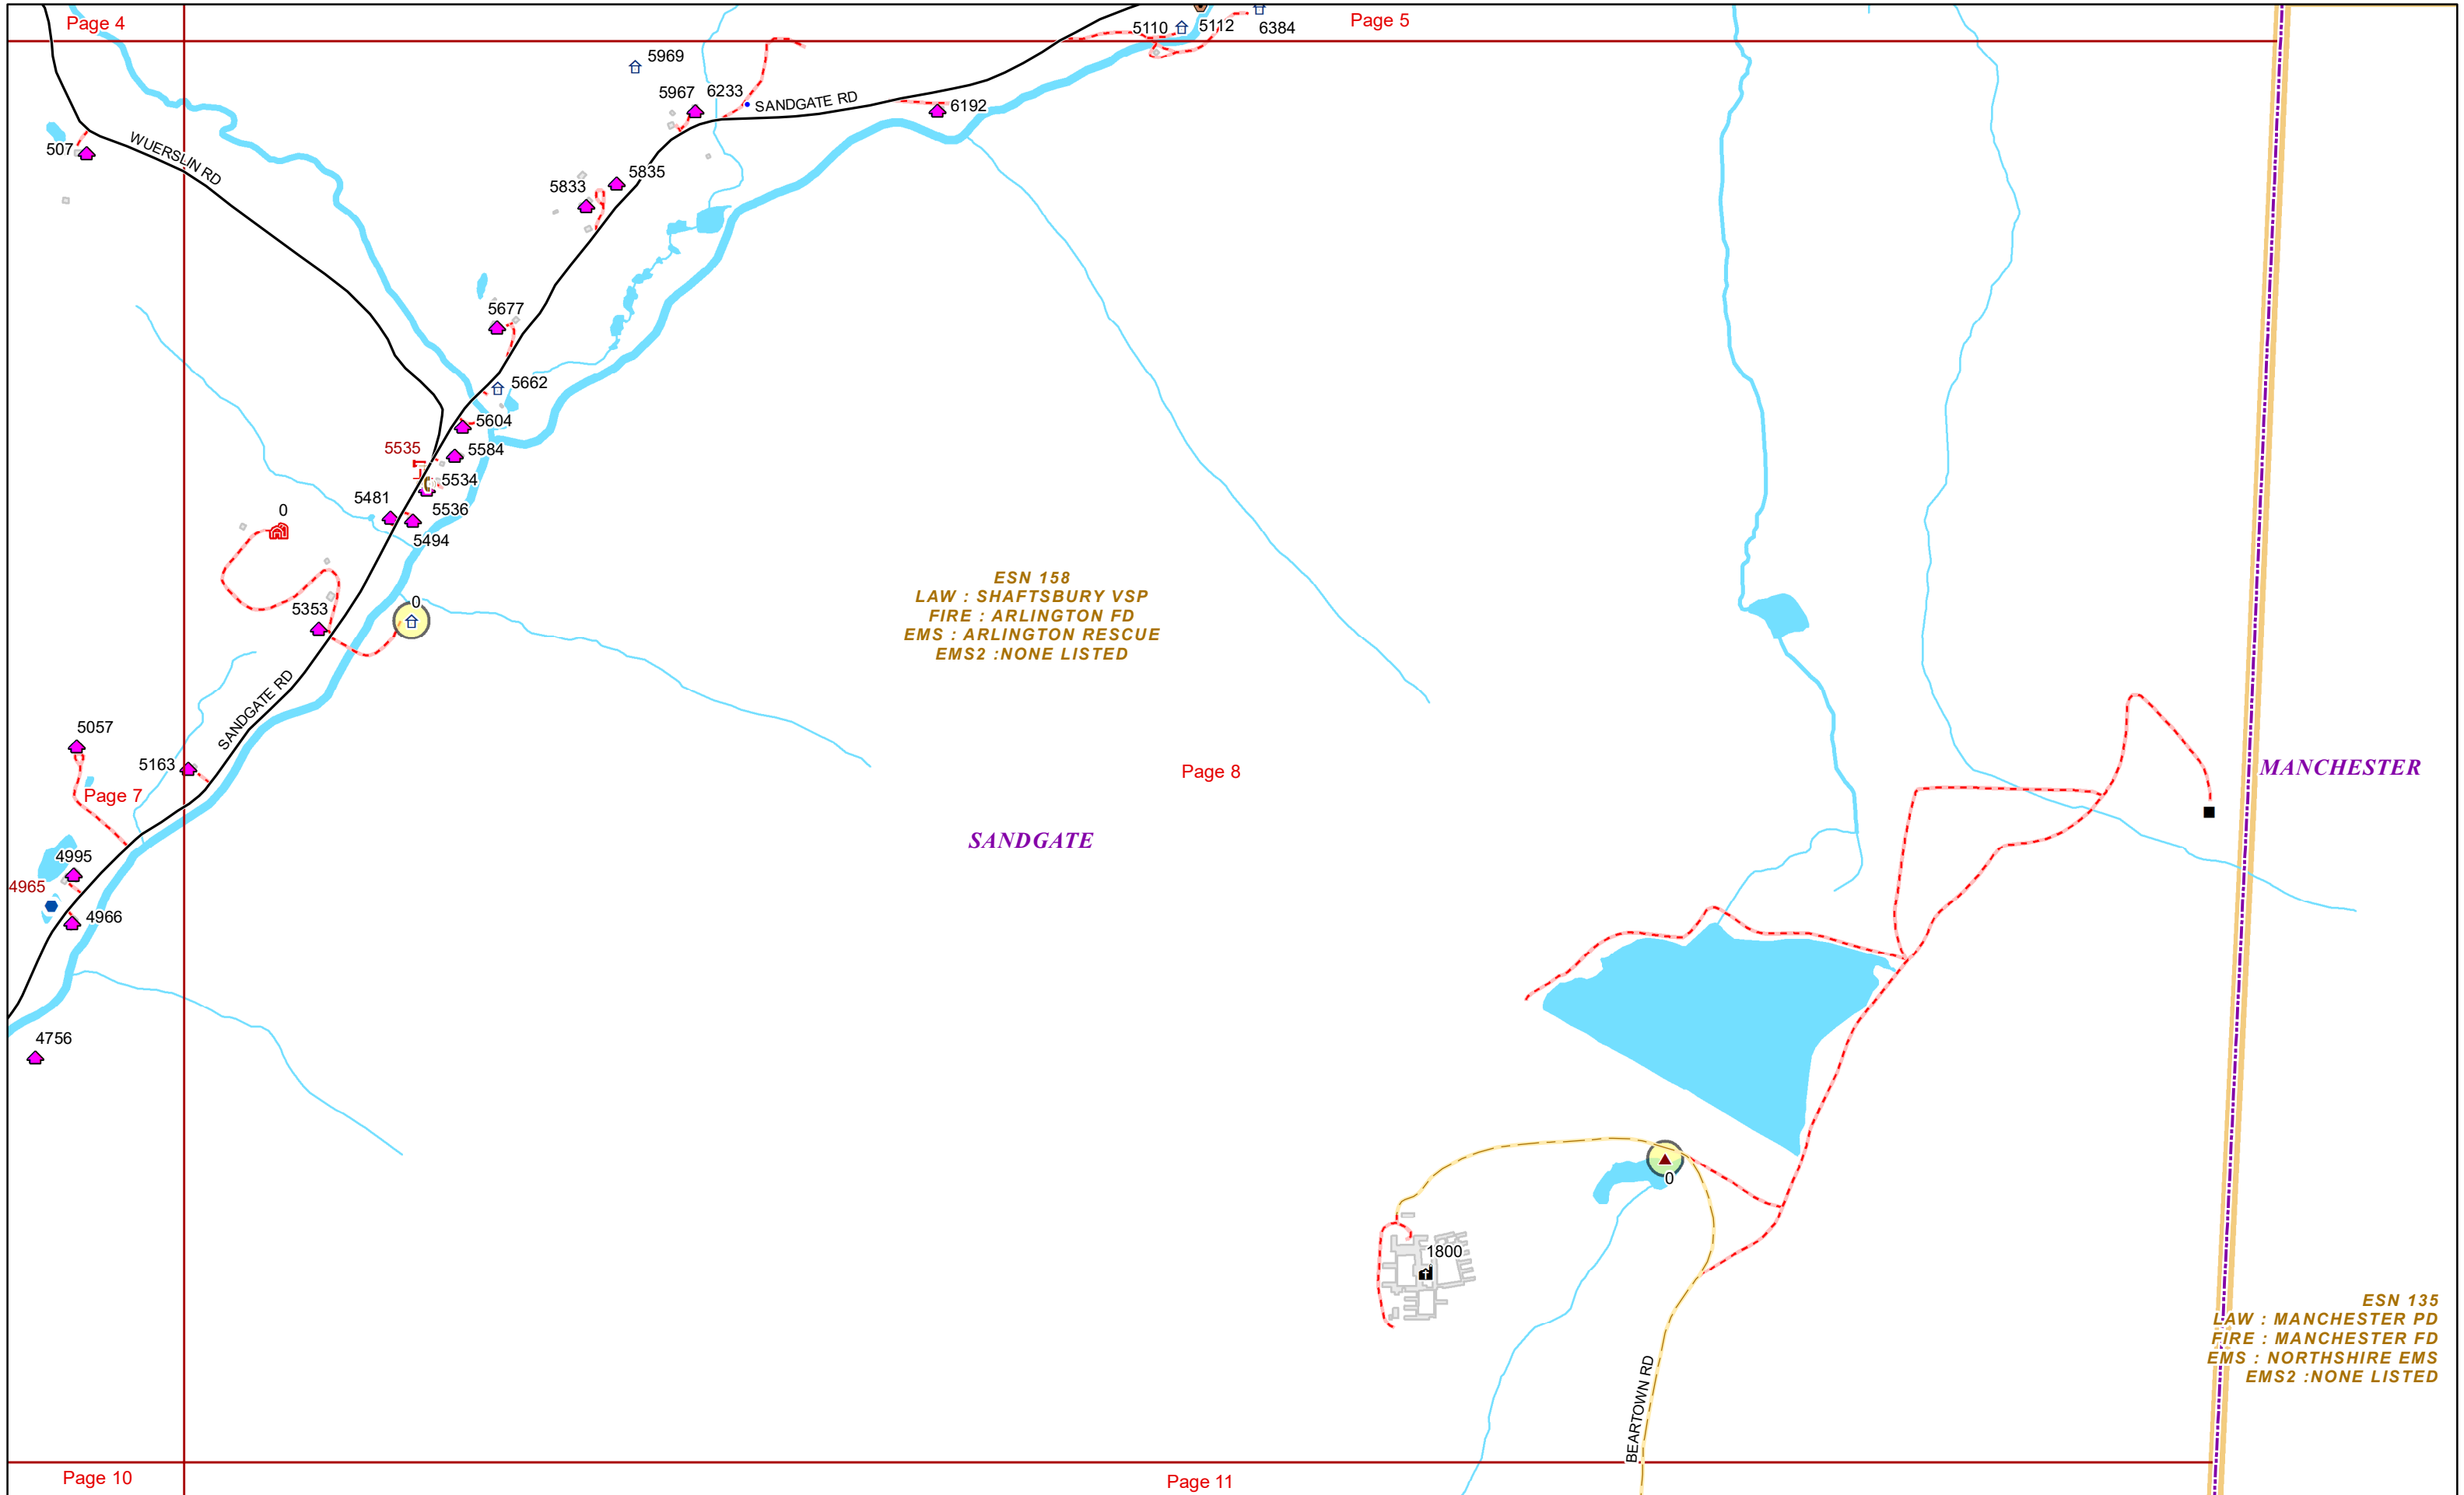 Page 4
Page 5
5110
5112
6384
5969
5967
6233
SANDGATE RD
6192
507
WUERSLIN RD
5833
5835
5677
5662
5604
5535
5584
5534
5481
5536
0
5494
ESN 158
LAW : SHAFTSBURY VSP
FIRE : ARLINGTON FD
EMS : ARLINGTON RESCUE
EMS2 :NONE LISTED
0
5353
SANDGATE RD
5057
5163
Page 7
Page 8
MANCHESTER
SANDGATE
4995
4965
4966
4756
0
1800
ESN 135
LAW : MANCHESTER PD
FIRE : MANCHESTER FD
EMS : NORTHSHIRE EMS
EMS2 :NONE LISTED
BEARTOWN RD
Page 10
Page 11